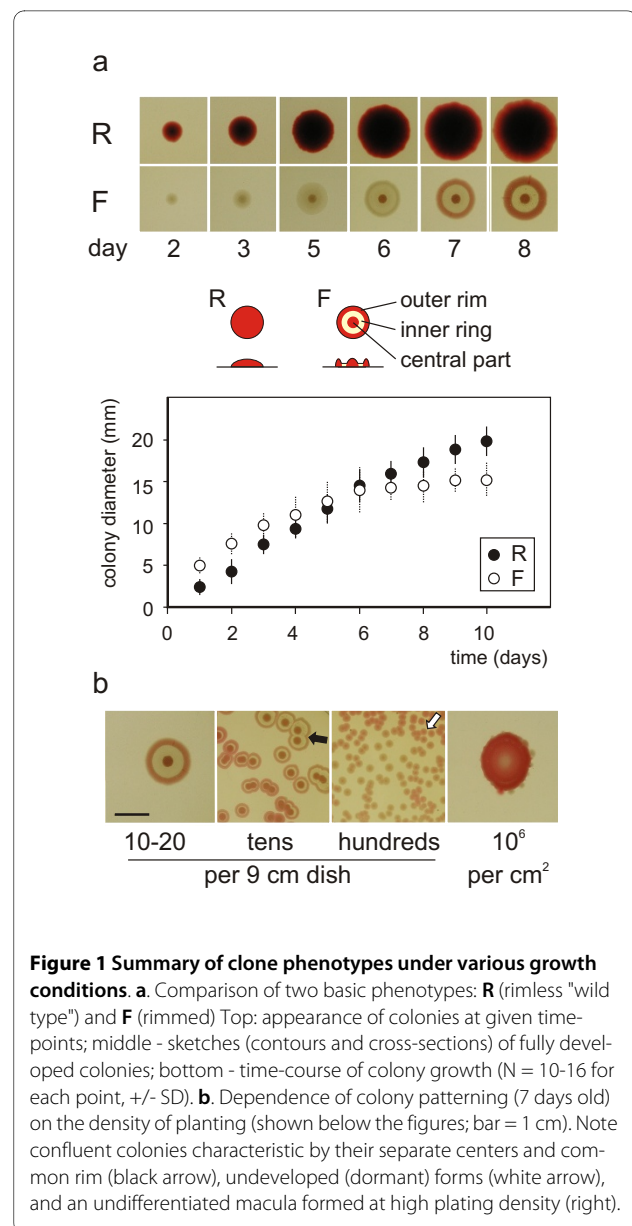 a
R
F
day 2 3 5 6 7 8
R F outer rim
inner ring
central part
colony diameter (mm)
20
15
10
5
0
R
F
0 2 4 6 8 10
time (days)
b
10-20 tens hundreds 10⁶
per 9 cm dish per cm²
Figure 1 Summary of clone phenotypes under various growth
conditions. a. Comparison of two basic phenotypes: R (rimless "wild
type") and F (rimmed) Top: appearance of colonies at given time-
points; middle - sketches (contours and cross-sections) of fully devel-
oped colonies; bottom - time-course of colony growth (N = 10-16 for
each point, +/- SD). b. Dependence of colony patterning (7 days old)
on the density of planting (shown below the figures; bar = 1 cm). Note
confluent colonies characteristic by their separate centers and com-
mon rim (black arrow), undeveloped (dormant) forms (white arrow),
and an undifferentiated macula formed at high plating density (right).